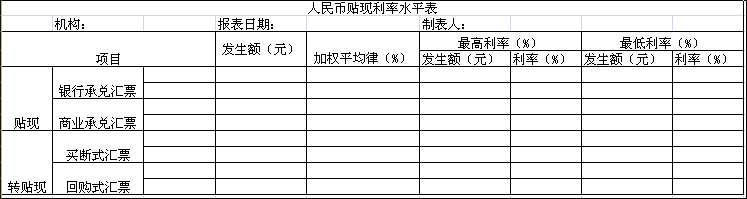 人民币贴现利率水平表
机构： 报表日期： 制表人：
项目 发生额（元） 加权平均律（%） 最高利率（%） 最低利率（%）
发生额（元） 利率（%） 发生额（元） 利率（%）
贴现 银行承兑汇票
商业承兑汇票
转贴现 买断式汇票
回购式汇票